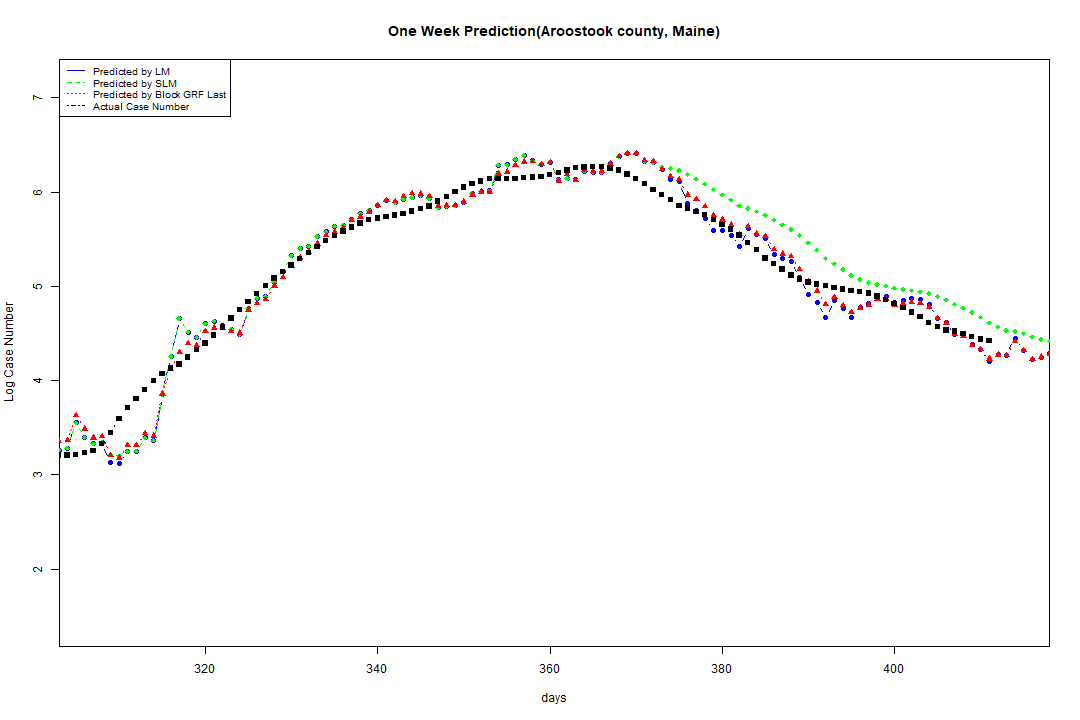 One Week Prediction(Aroostook county, Maine)
Predicted by LM
Predicted by SLM
Predicted by Block GRF Last
Actual Case Number
7
6
5
4
3
2
Log Case Number
320 340 360 380 400
days